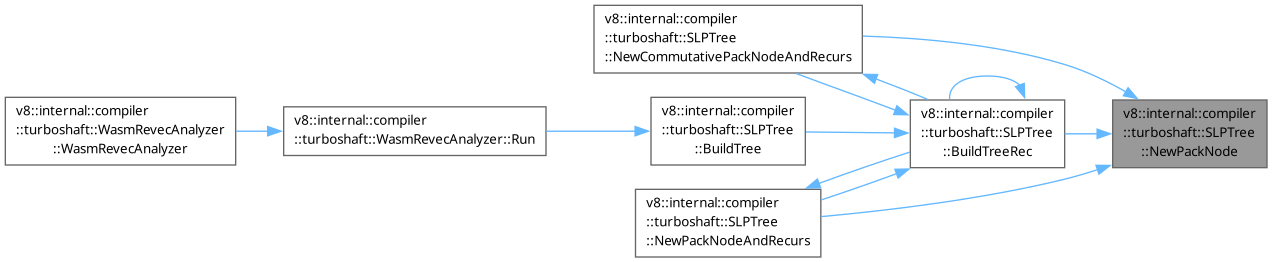 v8::internal::compiler
::turboshaft::WasmRevecAnalyzer
::WasmRevecAnalyzer
v8::internal::compiler
::turboshaft::WasmRevecAnalyzer::Run
v8::internal::compiler
::turboshaft::SLPTree
::NewCommutativePackNodeAndRecurs
v8::internal::compiler
::turboshaft::SLPTree
::BuildTree
v8::internal::compiler
::turboshaft::SLPTree
::NewPackNodeAndRecurs
v8::internal::compiler
::turboshaft::SLPTree
::BuildTreeRec
v8::internal::compiler
::turboshaft::SLPTree
::NewPackNode